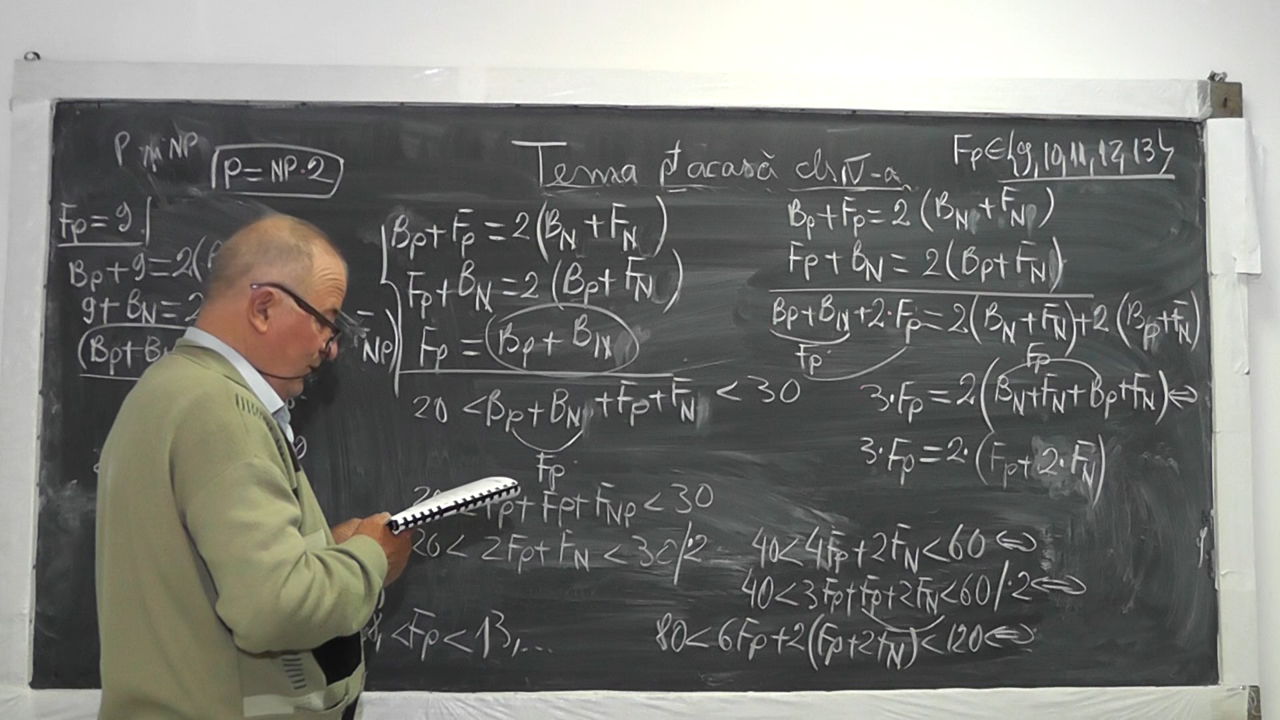 P NP
P=NP·2
Tema acasă cls IV-a
Fp∈{9,10,11,12,13}
Fp=9
Bp+9=2(
9+BN=2
(Bp+B
Np)
Bp+Fp=2(BN+FN)
Fp+BN=2(Bp+FN)
Fp=(Bp+BN)
20<Bp+BN+Fp+FN<30
Fp
Fp+Fp+FNp<30
20<2Fp+FN<30/·2
<Fp<13,...
Bp+Fp=2(BN+FN)
Fp+BN=2(Bp+FN)
Bp+BN+2·Fp=2(BN+FN)+2(Bp+FN)
Fp Fp
3·Fp=2(BN+FN+Bp+FN)⇔
3·Fp=2·(Fp+2·FN)
40<4Fp+2FN<60⇔
40<3Fp+Fp+2FN<60/·2⇔
80<6Fp+2(Fp+2FN)<120⇔